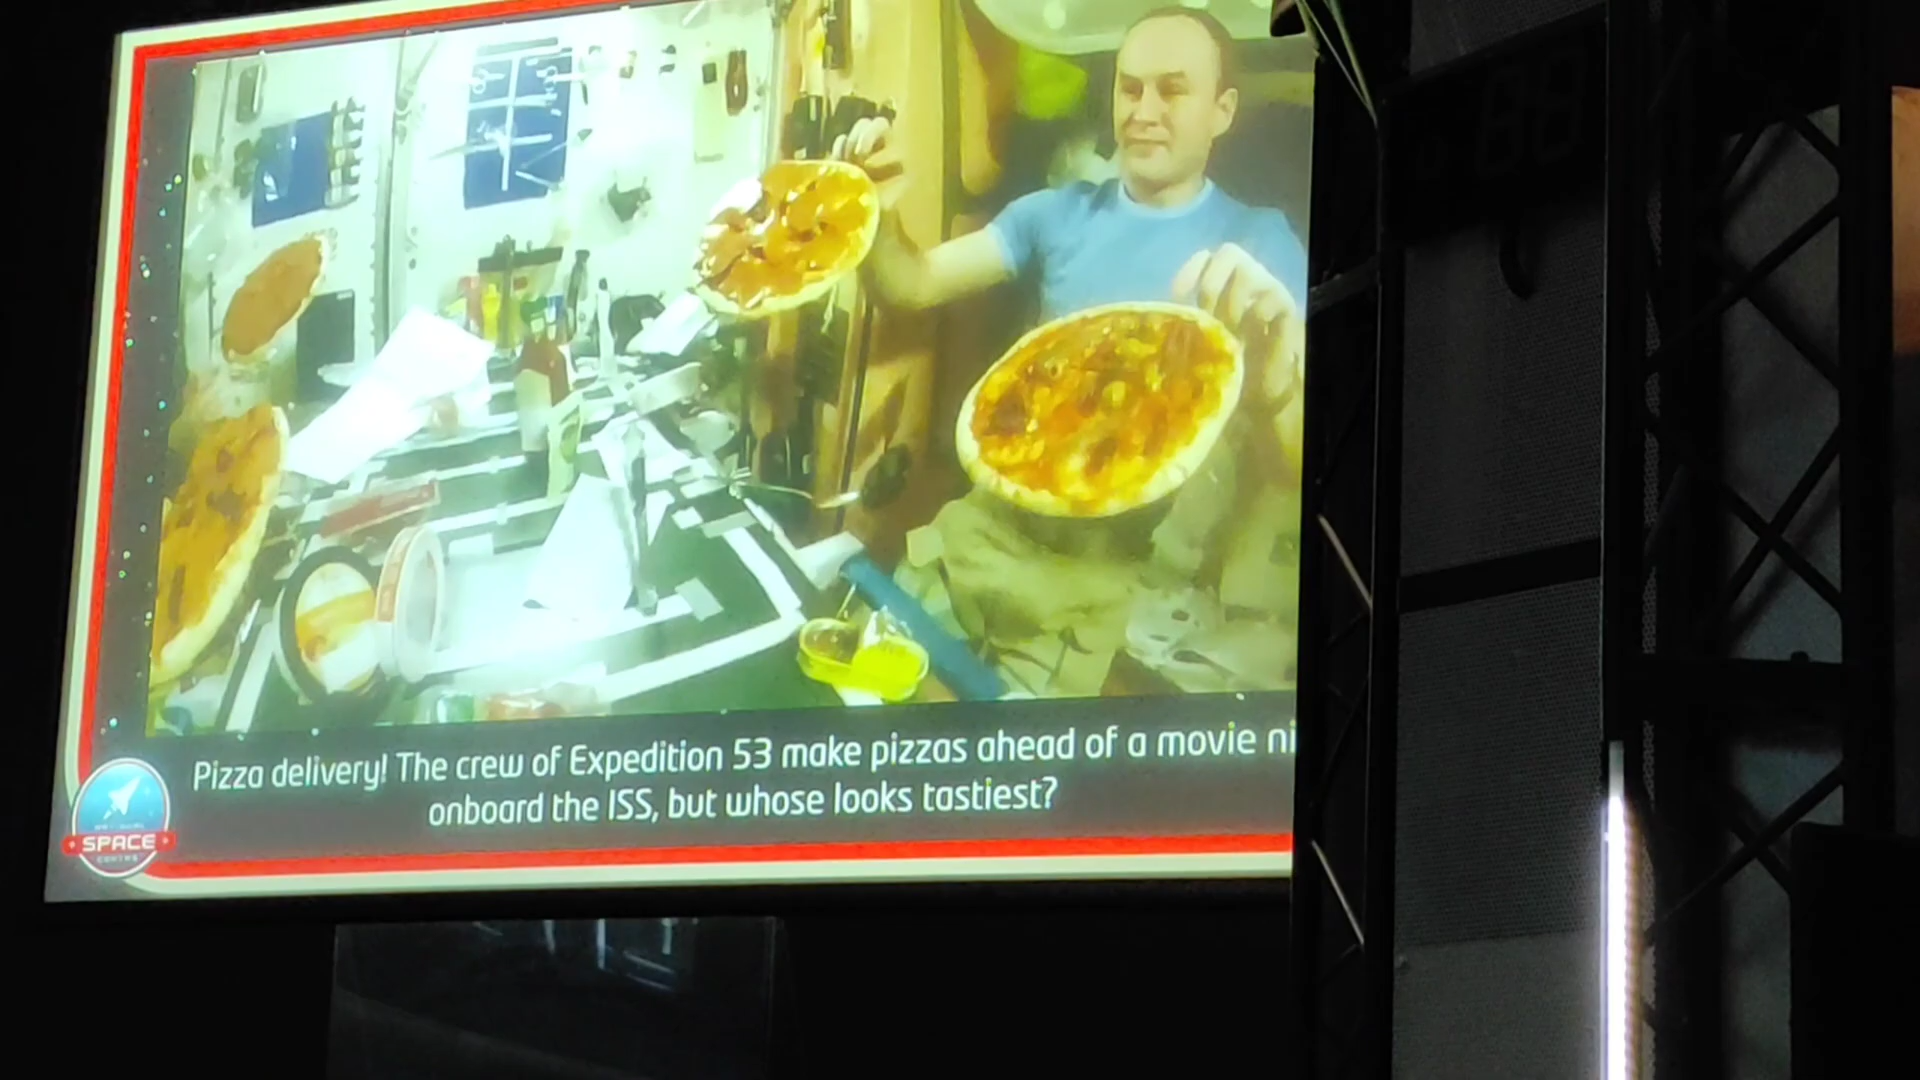 Pizza delivery! The crew of Expedition 53 make pizzas ahead of a movie ni
onboard the ISS, but whose looks tastiest?
SPACE
CENTRE